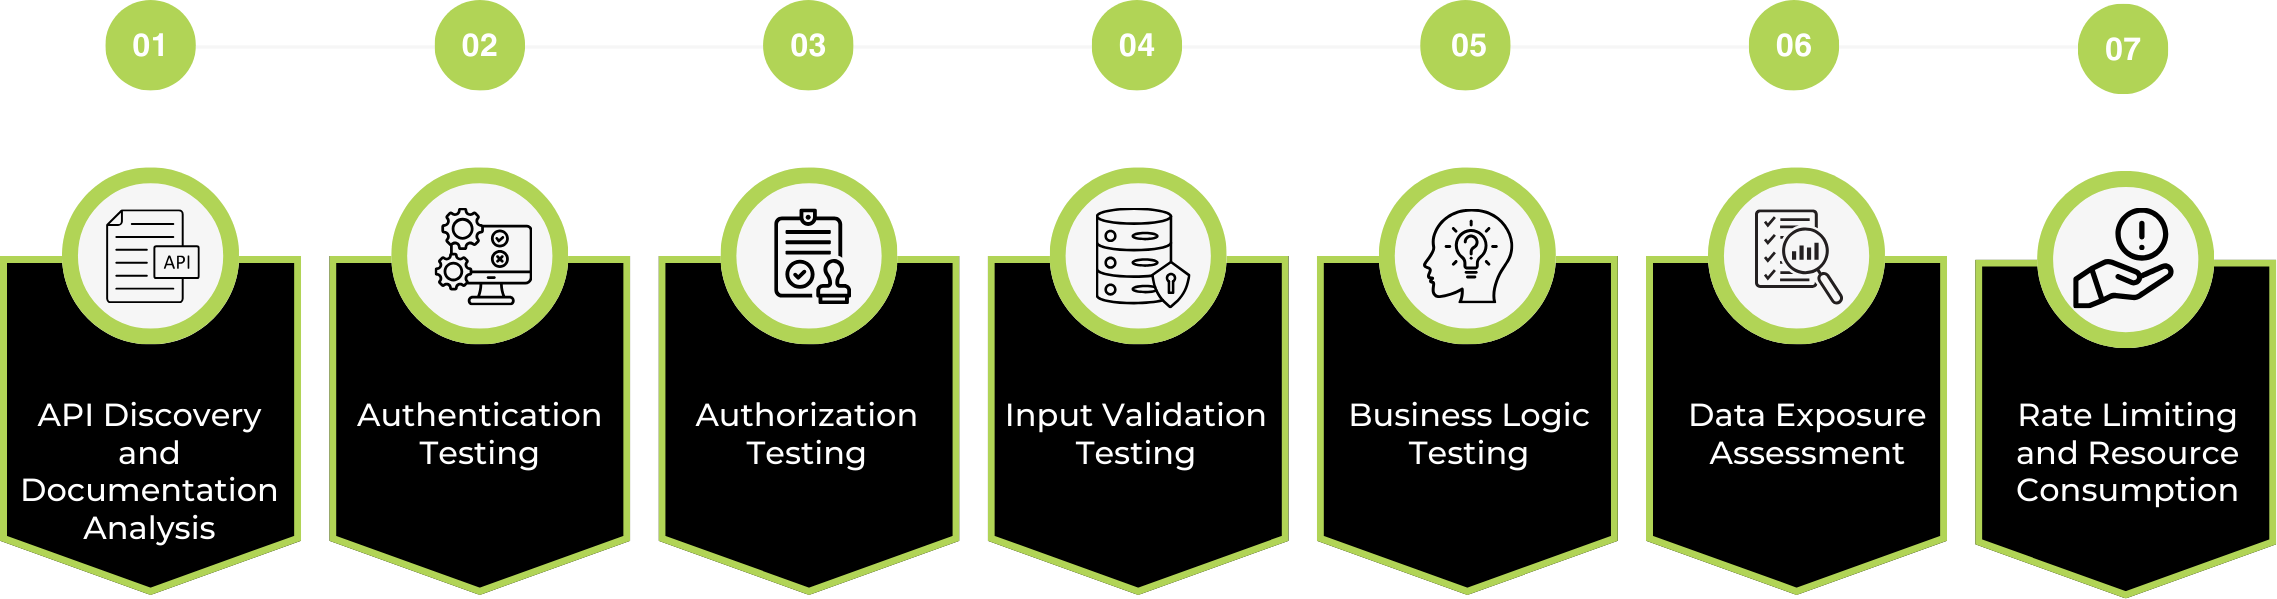 01
02
03
04
05
06
07
API
API Discovery
and
Documentation
Analysis
Authentication
Testing
Authorization
Testing
Input Validation
Testing
Business Logic
Testing
Data Exposure
Assessment
Rate Limiting
and Resource
Consumption